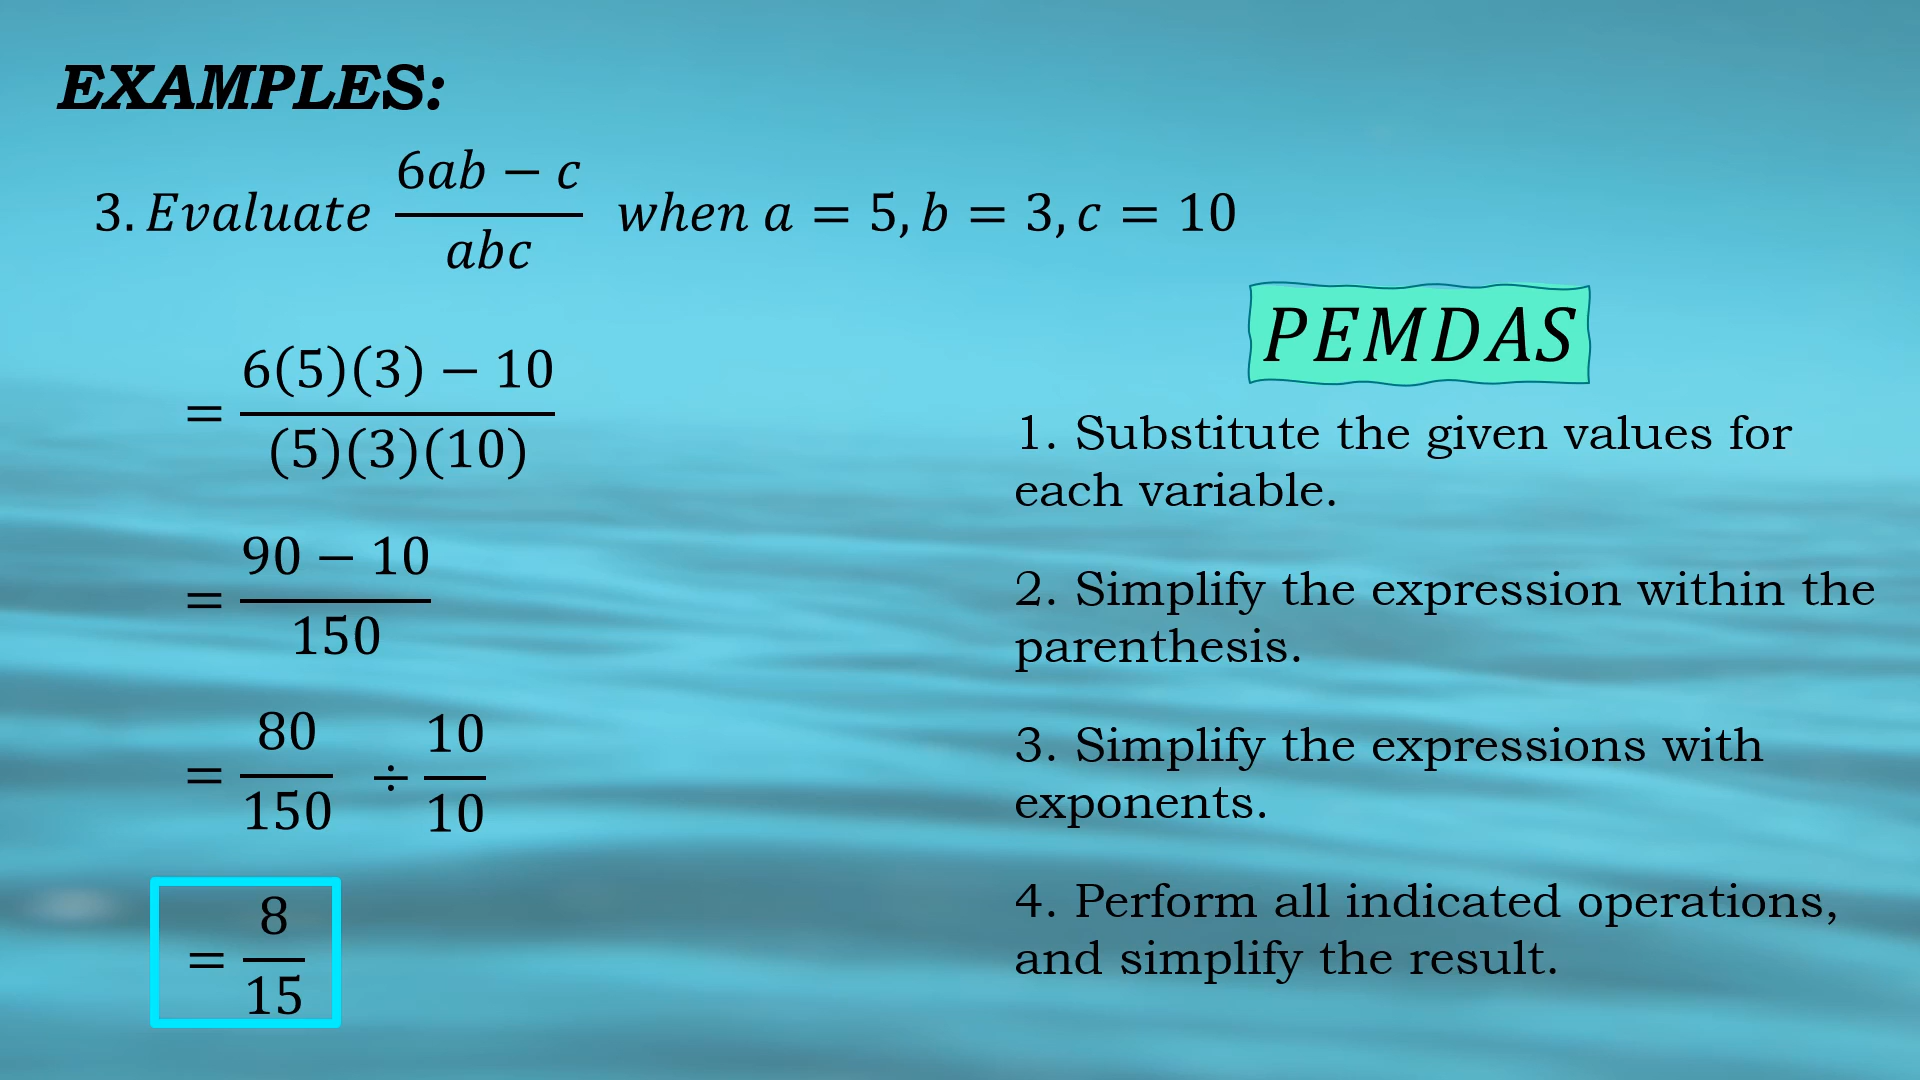 EXAMPLES:
3. Evaluate (6ab − c)/(abc) when a = 5, b = 3, c = 10
= (6(5)(3) − 10)/((5)(3)(10))
= (90 − 10)/150
= 80/150 ÷ 10/10
= 8/15
PEMDAS
1. Substitute the given values for
each variable.
2. Simplify the expression within the
parenthesis.
3. Simplify the expressions with
exponents.
4. Perform all indicated operations,
and simplify the result.